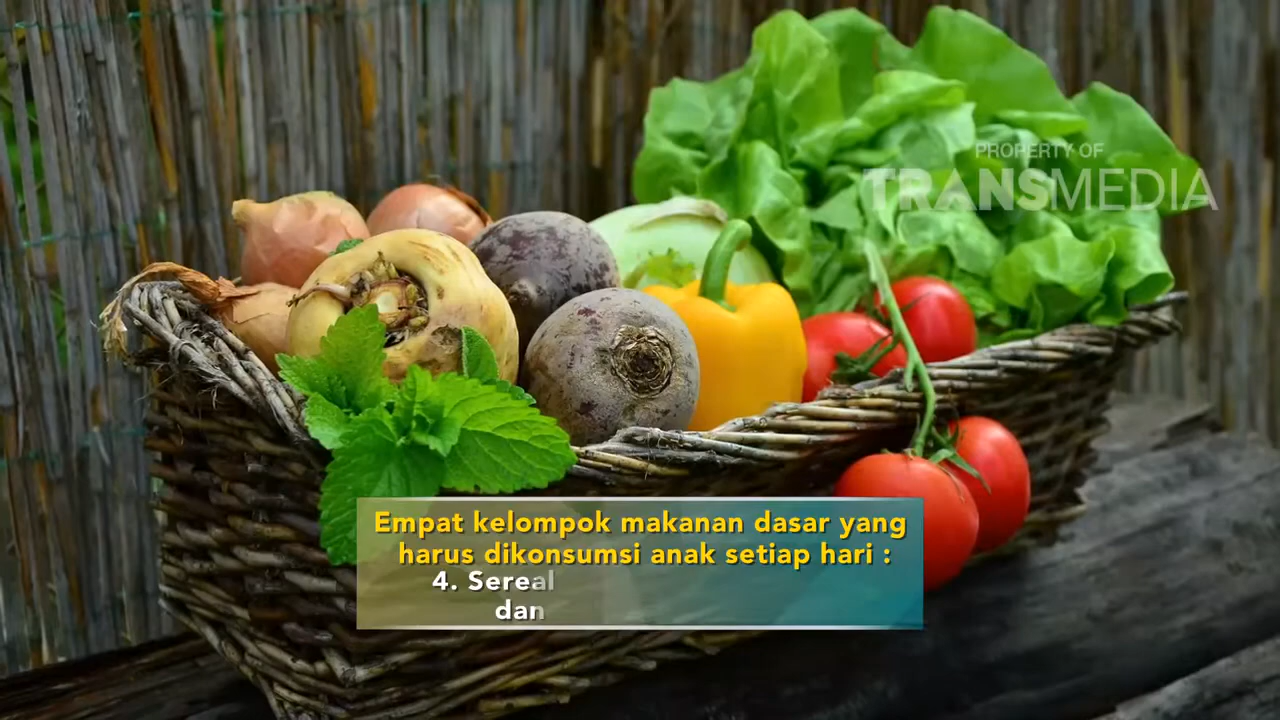 PROPERTY OF
TRANSMEDIA
Empat kelompok makanan dasar yang
harus dikonsumsi anak setiap hari :
4. Sereal
dan